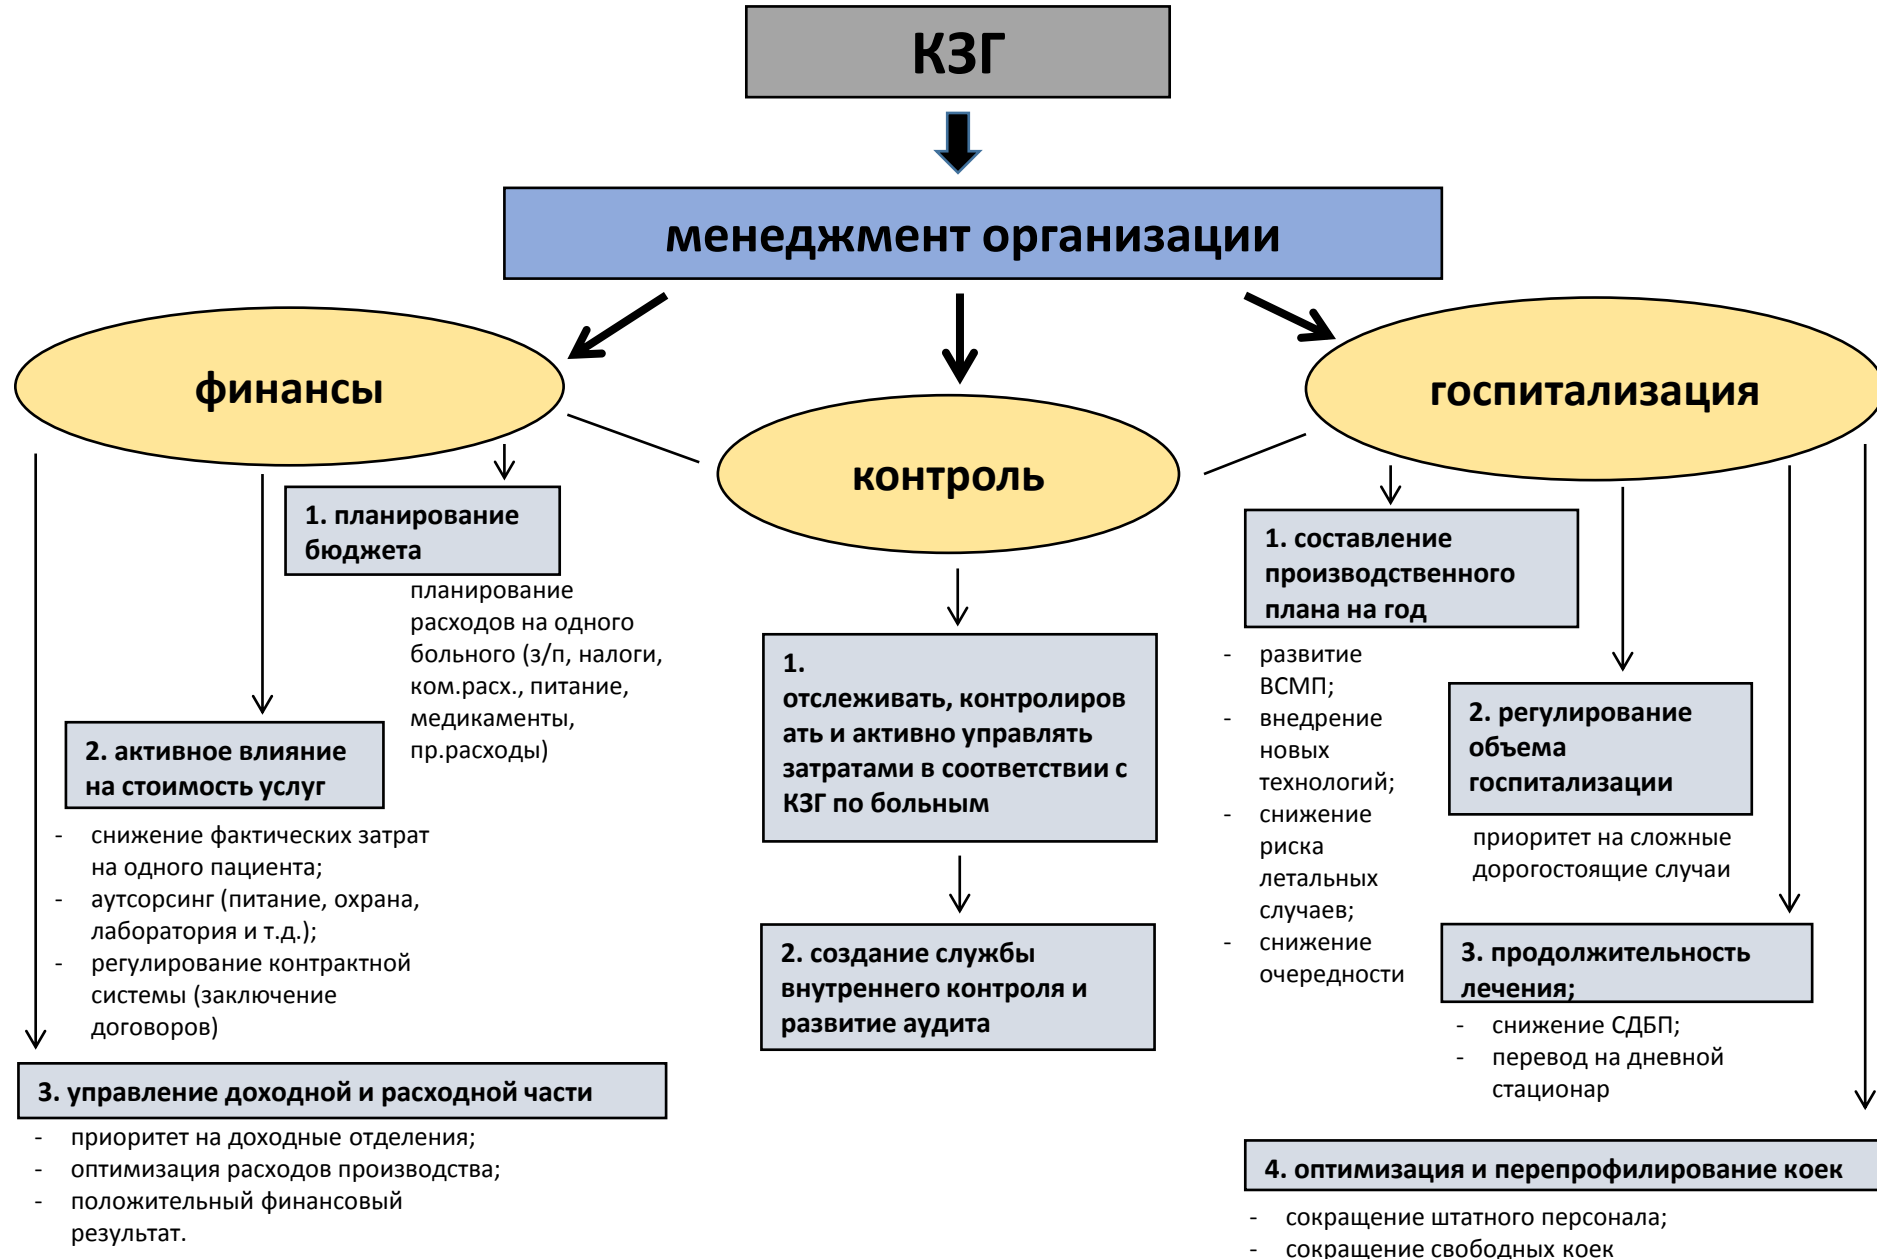 КЗГ
менеджмент организации
финансы
контроль
госпитализация
1. планирование
бюджета
планирование
расходов на одного
больного (з/п, налоги,
ком.расх., питание,
медикаменты,
пр.расходы)
2. активное влияние
на стоимость услуг
- снижение фактических затрат
на одного пациента;
- аутсорсинг (питание, охрана,
лаборатория и т.д.);
- регулирование контрактной
системы (заключение
договоров)
3. управление доходной и расходной части
- приоритет на доходные отделения;
- оптимизация расходов производства;
- положительный финансовый
результат.
1.
отслеживать, контролиров
ать и активно управлять
затратами в соответствии с
КЗГ по больным
2. создание службы
внутреннего контроля и
развитие аудита
1. составление
производственного
плана на год
- развитие
ВСМП;
- внедрение
новых
технологий;
- снижение
риска
летальных
случаев;
- снижение
очередности
2. регулирование
объема
госпитализации
приоритет на сложные
дорогостоящие случаи
3. продолжительность
лечения;
- снижение СДБП;
- перевод на дневной
стационар
4. оптимизация и перепрофилирование коек
- сокращение штатного персонала;
- сокращение свободных коек